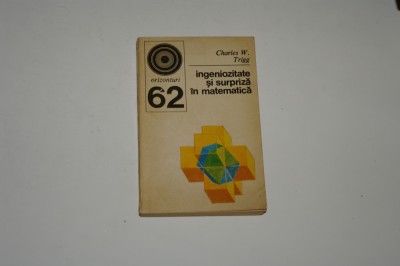 Charles W.
Trigg
orizonturi
62
ingeniozitate
și surpriză
în matematică